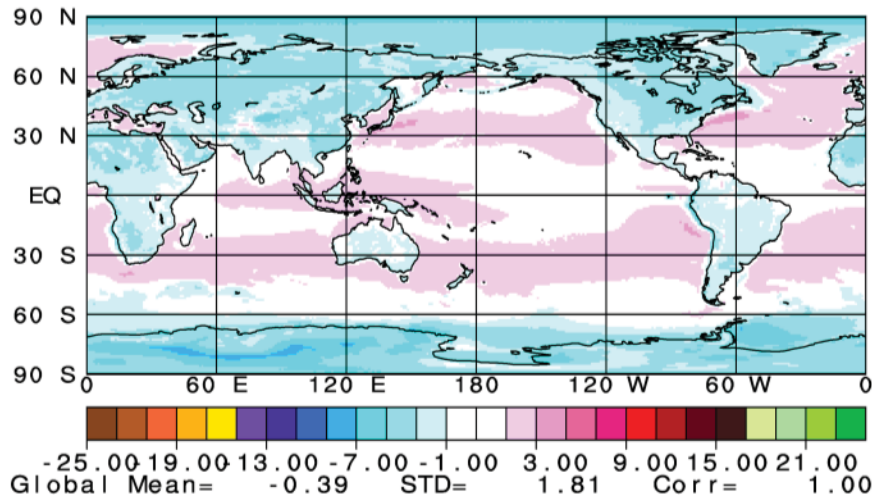 90 N
60 N
30 N
EQ
30 S
60 S
90 S
0 60 E 120 E 180 120 W 60 W 0
-25.00 -19.00 -13.00 -7.00 -1.00 3.00 9.00 15.00 21.00
Global Mean= -0.39 STD= 1.81 Corr= 1.00